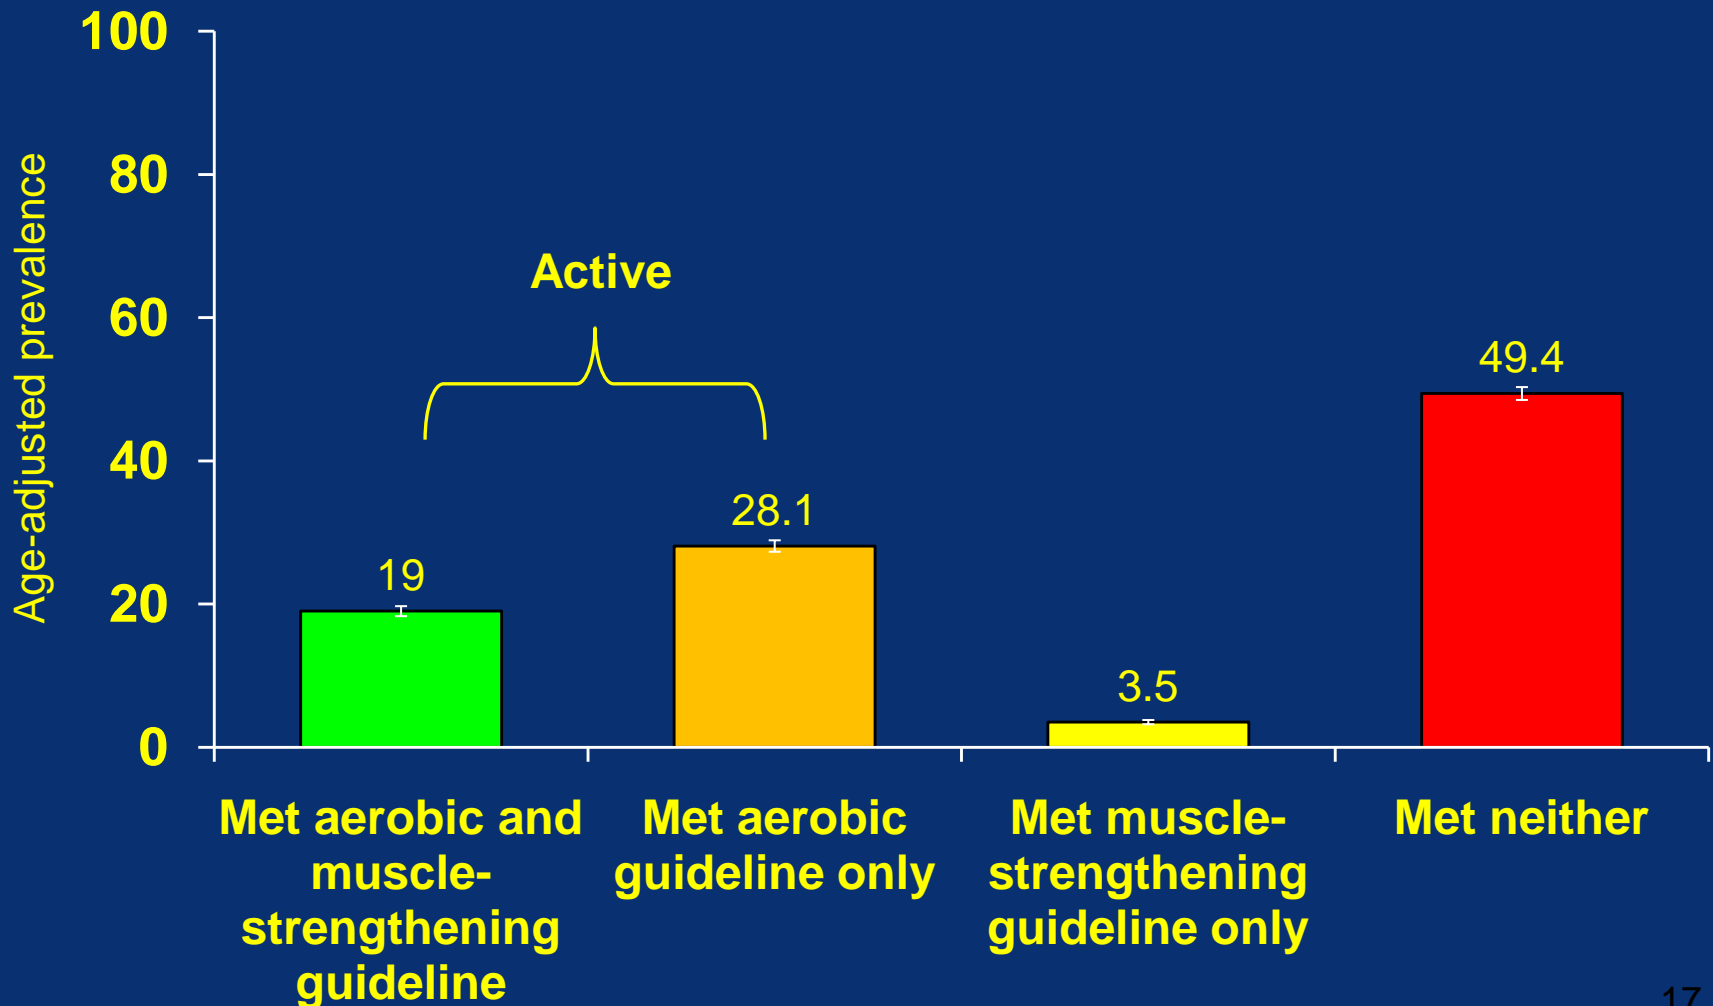 100
80
60
40
20
0
Age-adjusted prevalence
Active
19
28.1
3.5
49.4
Met aerobic and
muscle-
strengthening
guideline
Met aerobic
guideline only
Met muscle-
strengthening
guideline only
Met neither
17